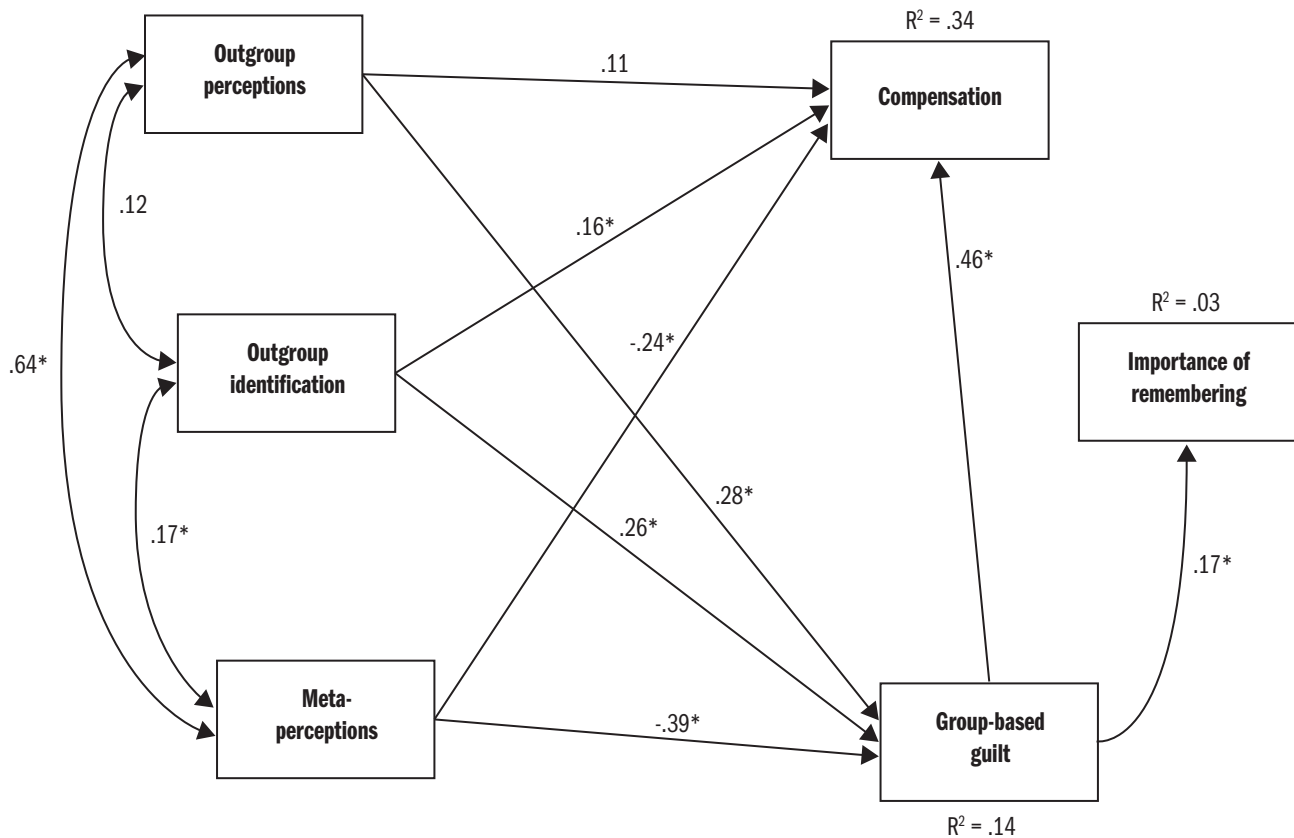 R² = .34
Outgroup
perceptions
.11
Compensation
.12
.16*
.46*
R² = .03
-.24*
.64*
Outgroup
identification
Importance of
remembering
.28*
.26*
.17*
.17*
Meta-
perceptions
-.39*
Group-based
guilt
R² = .14